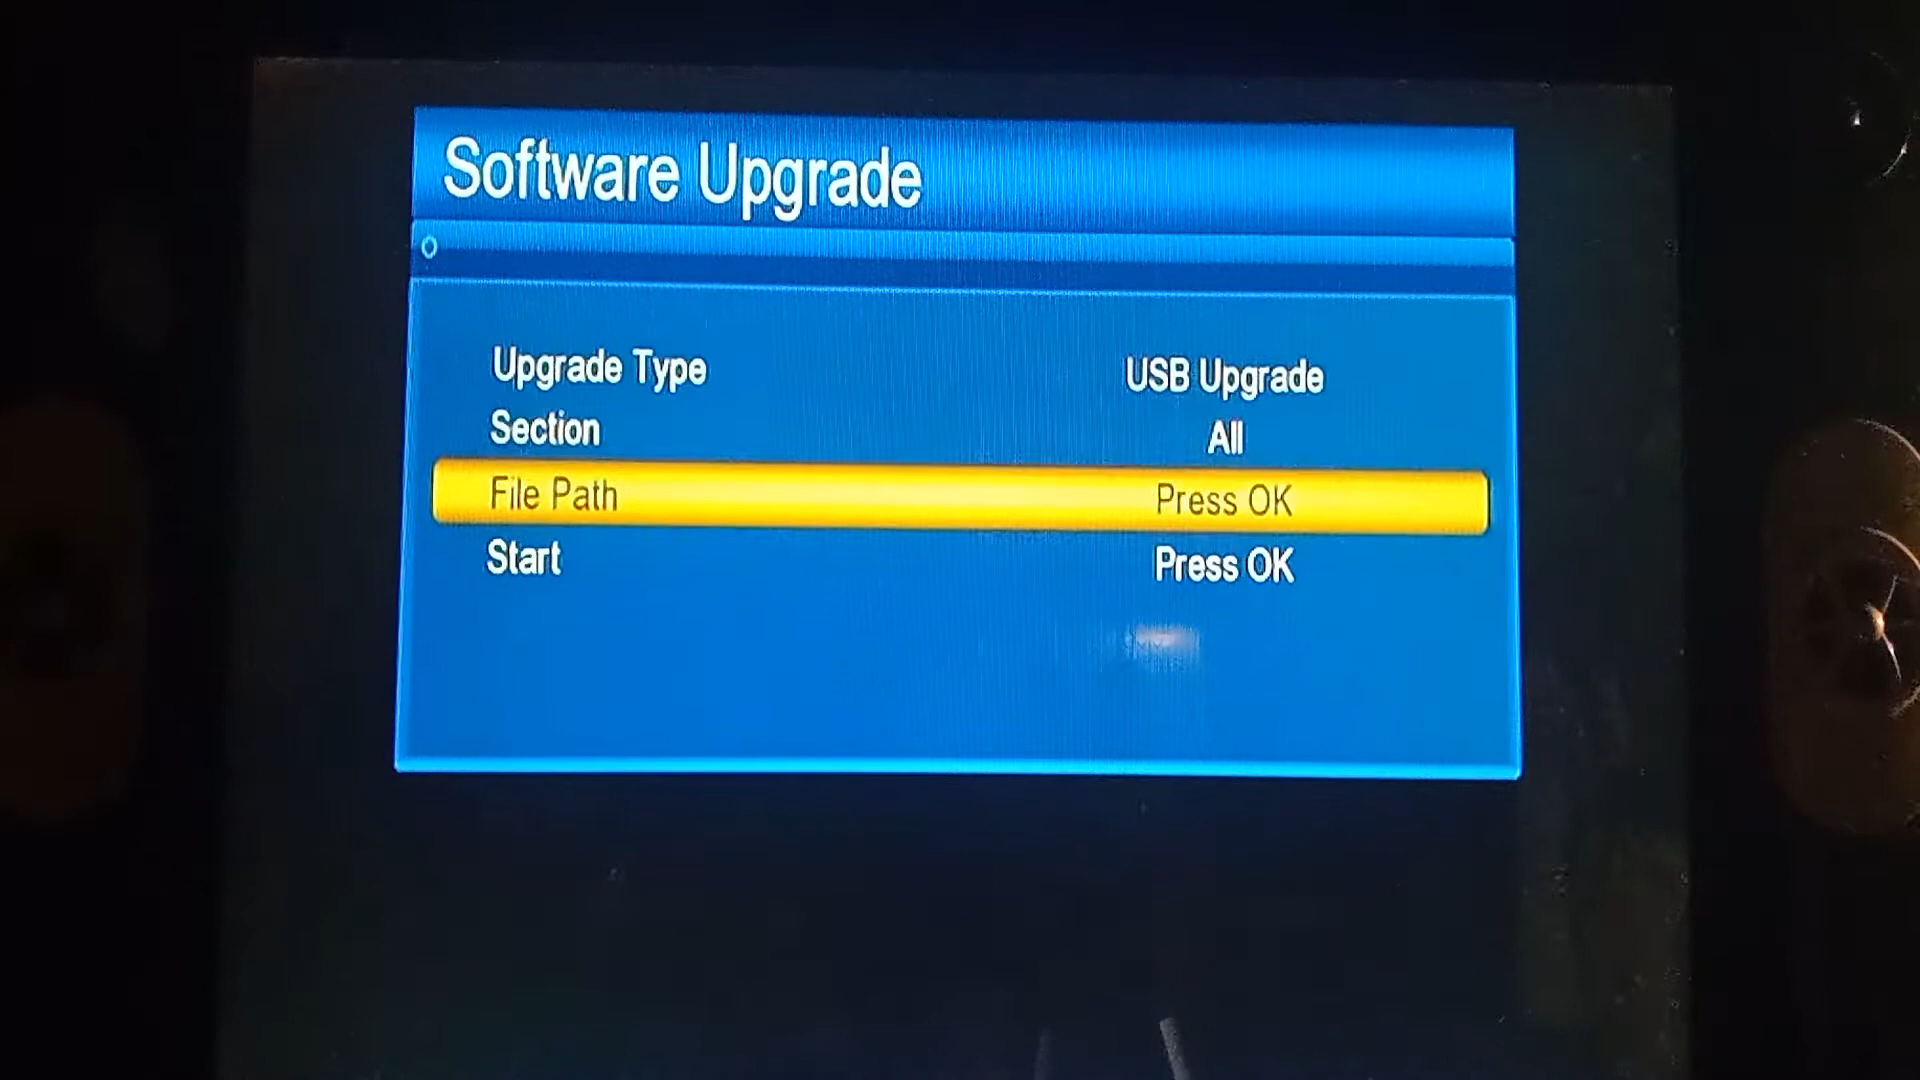 Software Upgrade
Upgrade Type USB Upgrade
Section All
File Path Press OK
Start Press OK